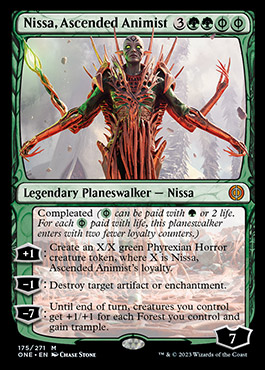 Nissa, Ascended Animist 3
Legendary Planeswalker — Nissa
Compleated ( can be paid with or 2 life.
For each paid with life, this planeswalker
enters with two fewer loyalty counters.)
+1: Create an X/X green Phyrexian Horror
creature token, where X is Nissa,
Ascended Animist's loyalty.
-1: Destroy target artifact or enchantment.
-7: Until end of turn, creatures you control
get +1/+1 for each Forest you control and
gain trample.
7
175/271 M
ONE • EN Chase Stone
™ & © 2023 Wizards of the Coast